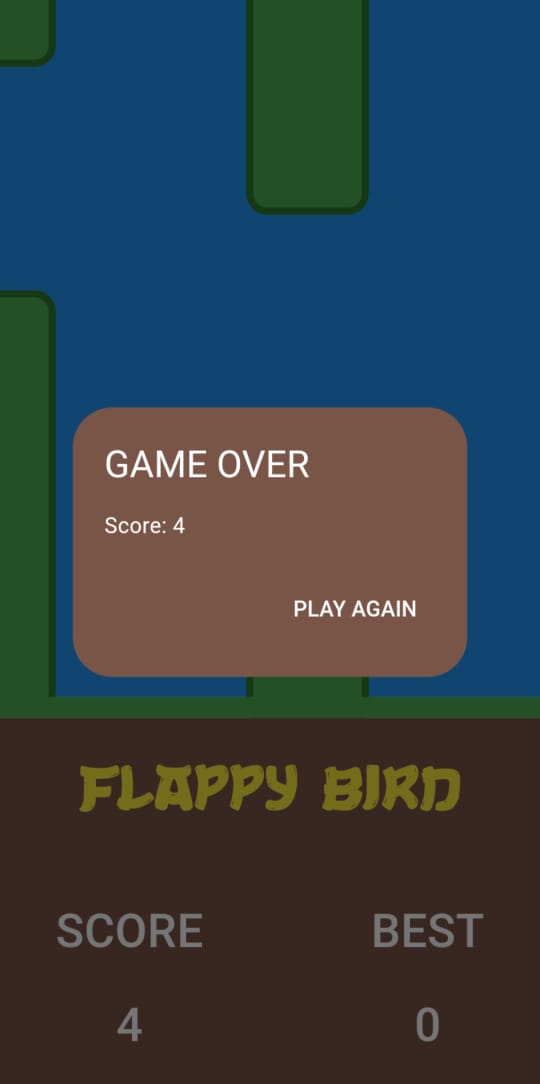 GAME OVER
Score: 4
PLAY AGAIN
FLAPPY BIRD
SCORE BEST
4 0